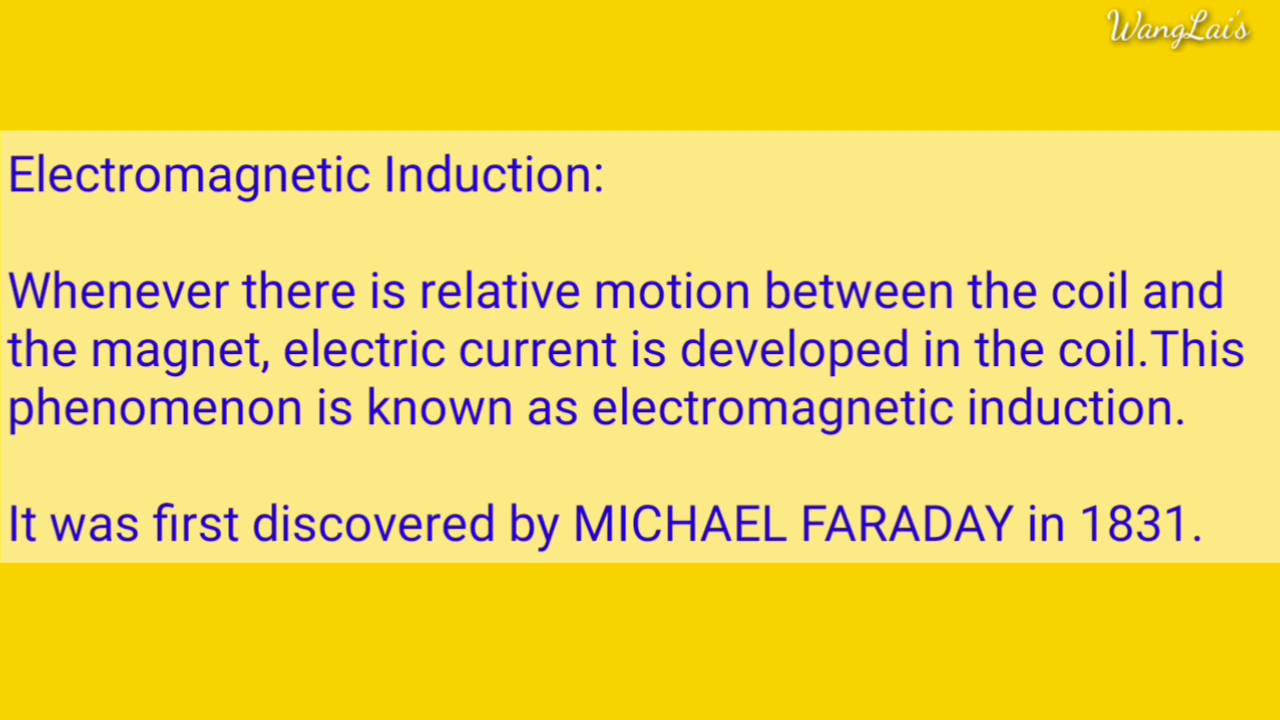 WangLai's
Electromagnetic Induction:
Whenever there is relative motion between the coil and
the magnet, electric current is developed in the coil.This
phenomenon is known as electromagnetic induction.
It was first discovered by MICHAEL FARADAY in 1831.